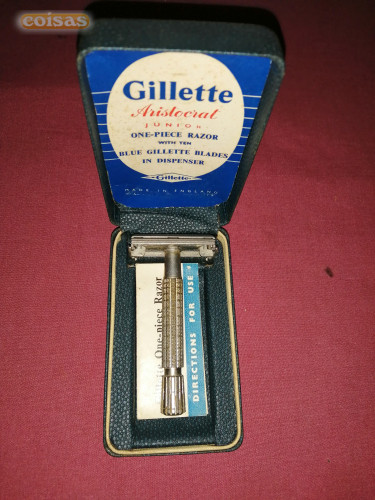 coisas
Gillette
Aristocrat
JUNIOR
ONE-PIECE RAZOR
WITH TEN
BLUE GILLETTE BLADES
IN DISPENSER
Gillette
MADE IN ENGLAND
One-piece Razor
DIRECTIONS FOR USE